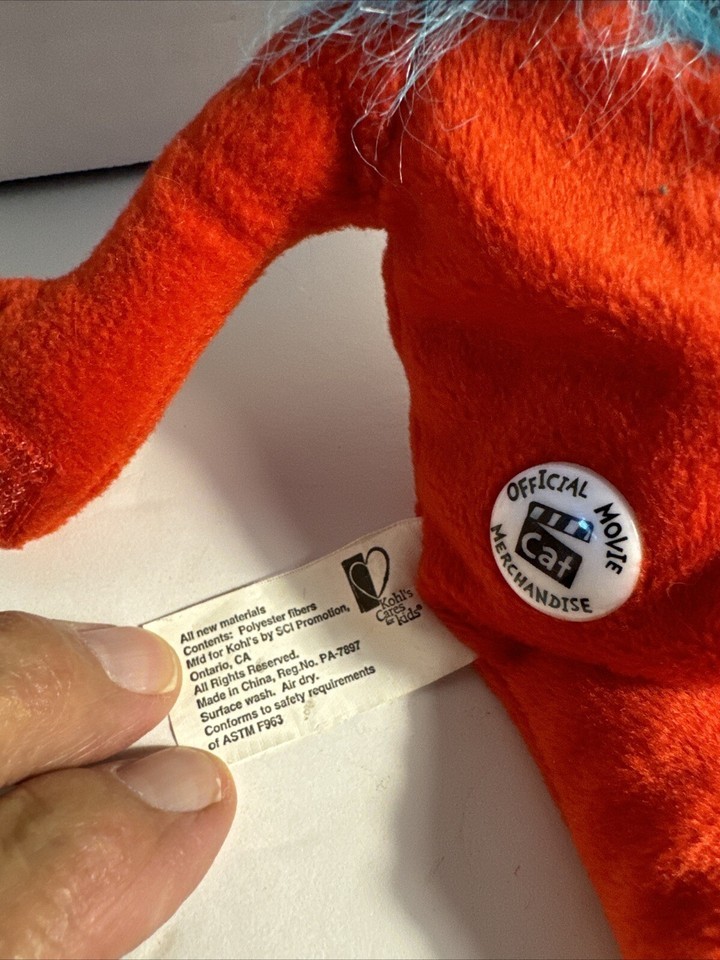 All new materials
Contents: Polyester fibers
Mfd for Kohl's by SCI Promotion,
Ontario, CA
All Rights Reserved.
Made in China, Reg.No. PA-7897
Surface wash. Air dry.
Conforms to safety requirements
of ASTM F963
Kohl's
Cares
for
kids®
OFFICIAL MOVIE
Cat
MERCHANDISE